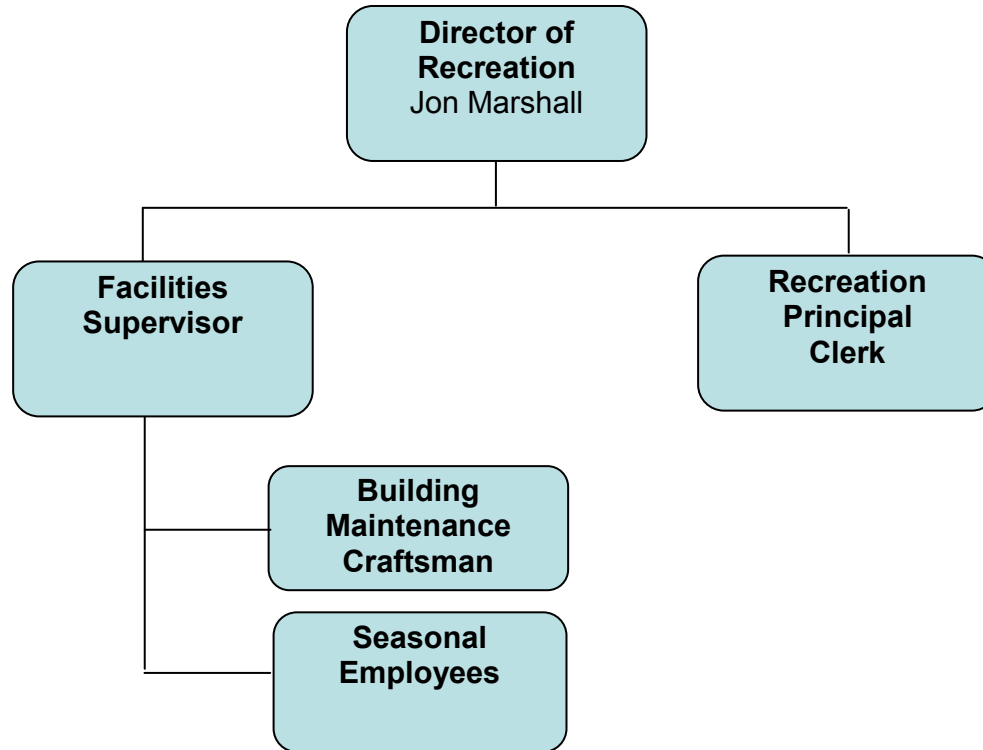 Director of
Recreation
Jon Marshall
Facilities
Supervisor
Recreation
Principal
Clerk
Building
Maintenance
Craftsman
Seasonal
Employees